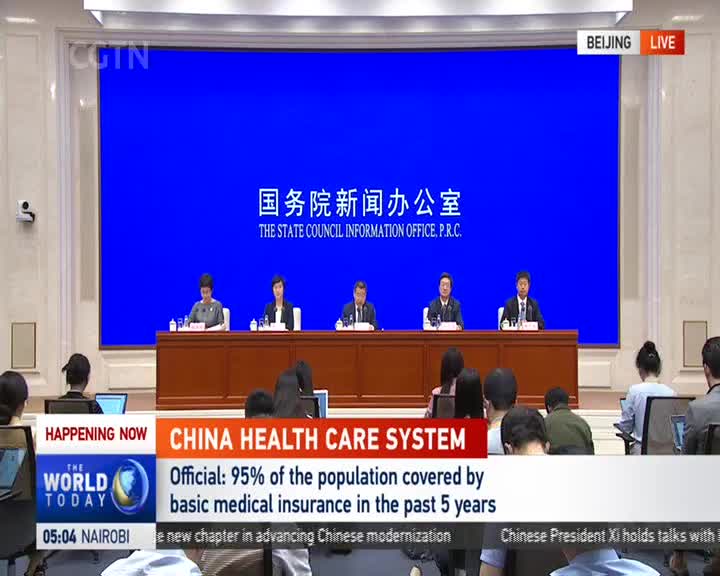 CGTN
BEIJING LIVE
国务院新闻办公室
THE STATE COUNCIL INFORMATION OFFICE, P.R.C.
HAPPENING NOW
CHINA HEALTH CARE SYSTEM
THE WORLD TODAY
Official: 95% of the population covered by
basic medical insurance in the past 5 years
05:04 NAIROBI
new chapter in advancing Chinese modernization Chinese President Xi holds talks with